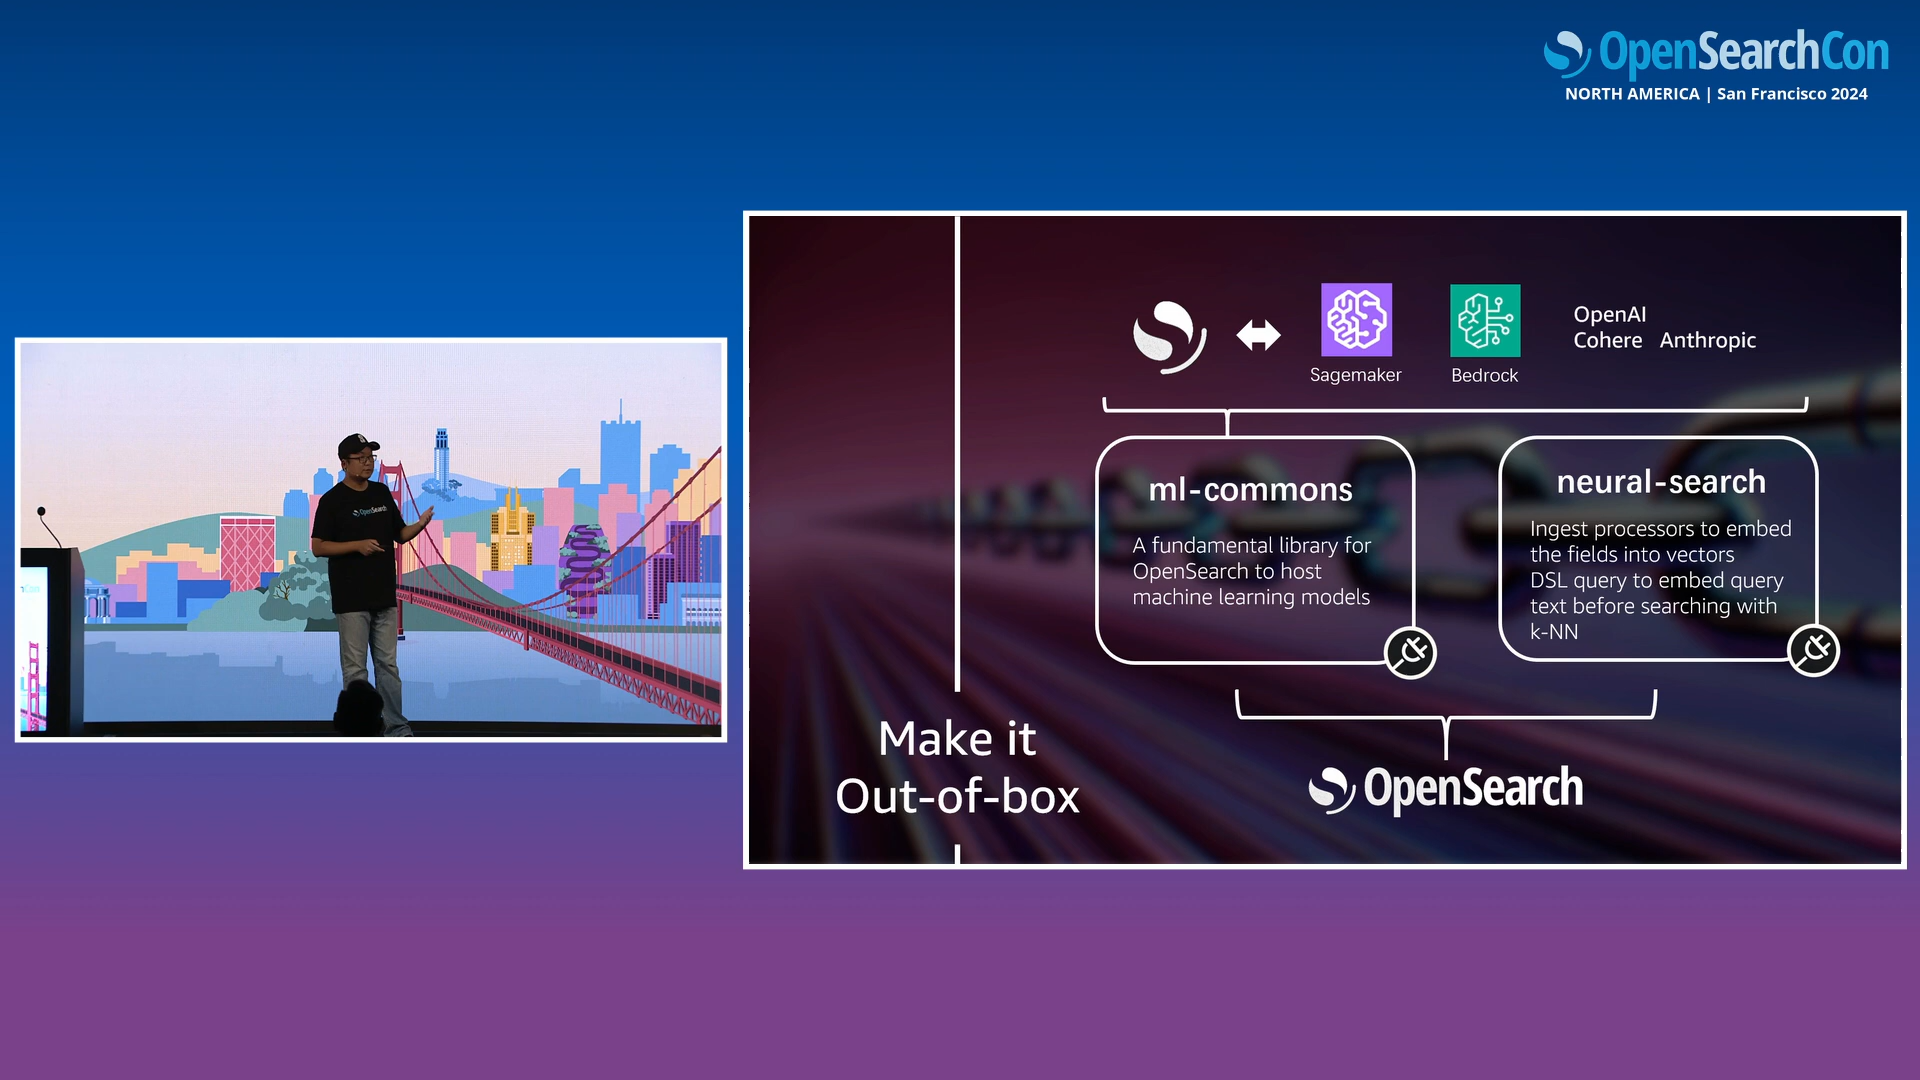 OpenSearchCon
NORTH AMERICA | San Francisco 2024
OpenSearch
Sagemaker
Bedrock
OpenAI
Cohere Anthropic
ml-commons
A fundamental library for
OpenSearch to host
machine learning models
neural-search
Ingest processors to embed
the fields into vectors
DSL query to embed query
text before searching with
k-NN
Make it
Out-of-box
OpenSearch